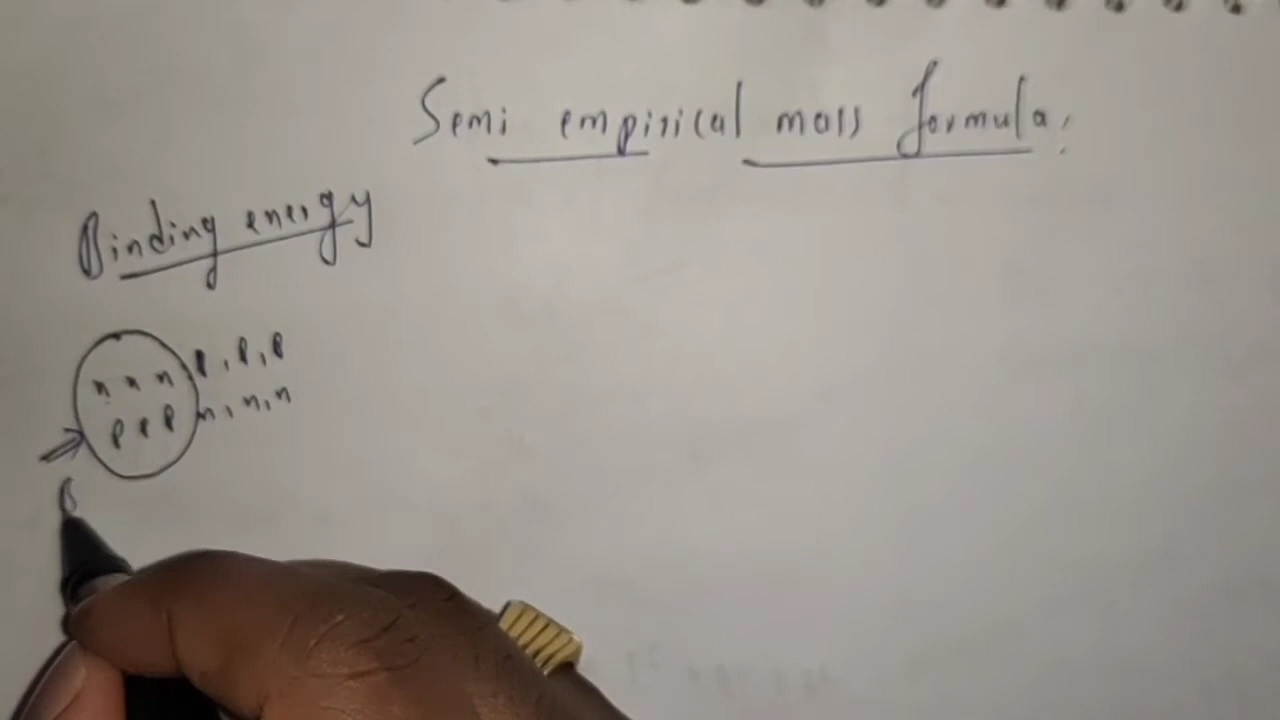 Semi empirical mass formula.
Binding energy
n n n P, P, P
P P P n, n, n